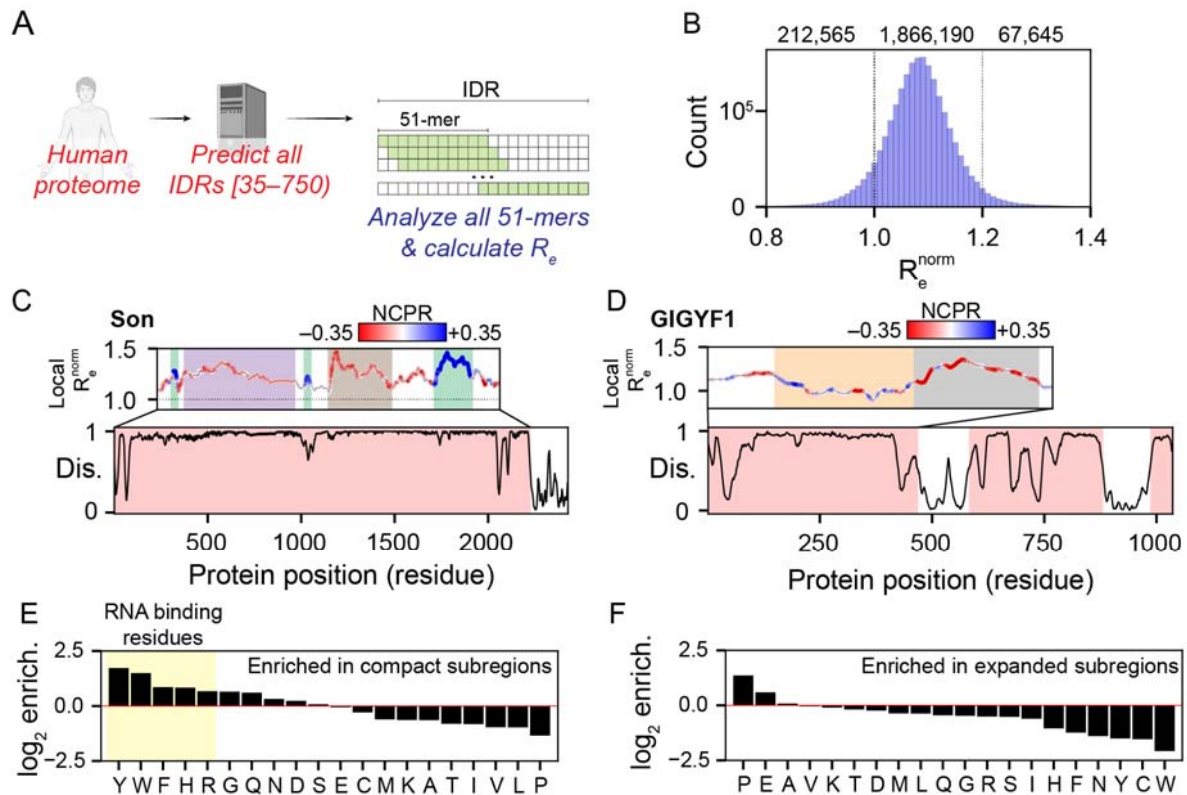 A
IDR
51-mer
...
Human
proteome
Predict all
IDRs [35–750)
Analyze all 51-mers
& calculate Re
B
212,565 1,866,190 67,645
Count
10^5
0
0.8 1.0 1.2 1.4
Re^norm
C
Son
NCPR
–0.35 +0.35
Local
Re^norm
1.5
1.0
Dis.
1
0
500 1000 1500 2000
Protein position (residue)
D
GIGYF1
NCPR
–0.35 +0.35
Local
Re^norm
1.5
1.0
Dis.
1
0
250 500 750 1000
Protein position (residue)
E
RNA binding
residues
Enriched in compact subregions
log2 enrich.
2.5
0.0
−2.5
Y W F H R G Q N D S E C M K A T I V L P
F
Enriched in expanded subregions
log2 enrich.
2.5
0.0
−2.5
P E A V K T D M L Q G R S I H F N Y C W